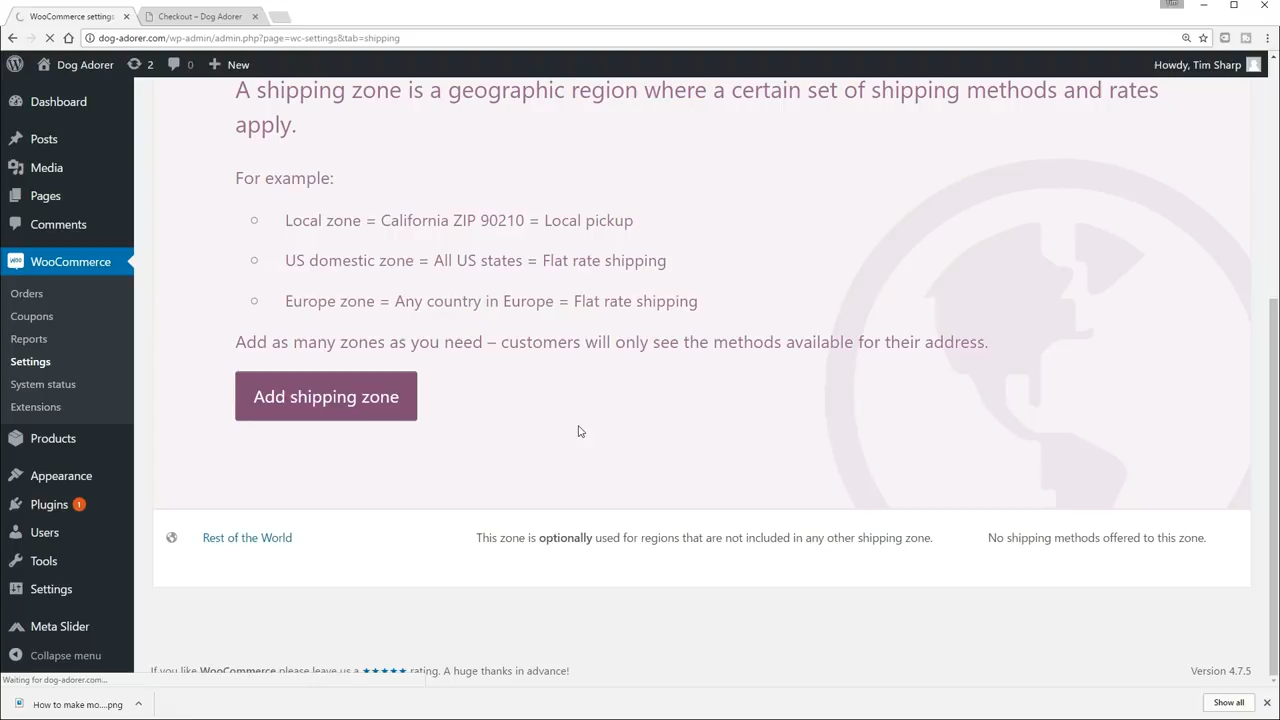 WooCommerce settings
Checkout – Dog Adorer
dog-adorer.com/wp-admin/admin.php?page=wc-settings&tab=shipping
Dog Adorer
2
0
New
Howdy, Tim Sharp
Dashboard
Posts
Media
Pages
Comments
WooCommerce
Orders
Coupons
Reports
Settings
System status
Extensions
Products
Appearance
Plugins 1
Users
Tools
Settings
Meta Slider
Collapse menu
A shipping zone is a geographic region where a certain set of shipping methods and rates
apply.
For example:
Local zone = California ZIP 90210 = Local pickup
US domestic zone = All US states = Flat rate shipping
Europe zone = Any country in Europe = Flat rate shipping
Add as many zones as you need – customers will only see the methods available for their address.
Add shipping zone
Rest of the World
This zone is optionally used for regions that are not included in any other shipping zone.
No shipping methods offered to this zone.
If you like WooCommerce please leave us a ★★★★★ rating. A huge thanks in advance!
Version 4.7.5
Waiting for dog-adorer.com...
How to make mo....png
Show all